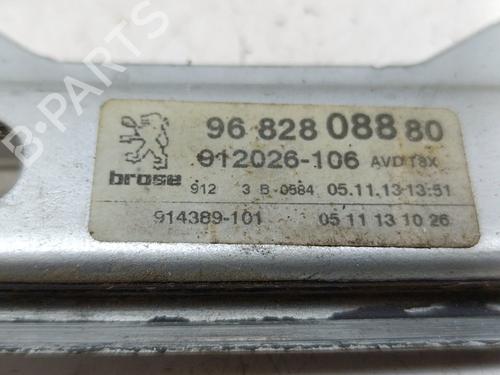 96 828 088 80
912026-106 AVD T8X
brose
912 3 B-0584 05.11.13-13:51
914389-101 05 11 13 10 26
B-PARTS